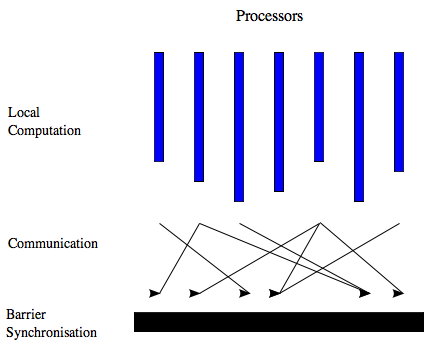 Processors
Local
Computation
Communication
Barrier
Synchronisation